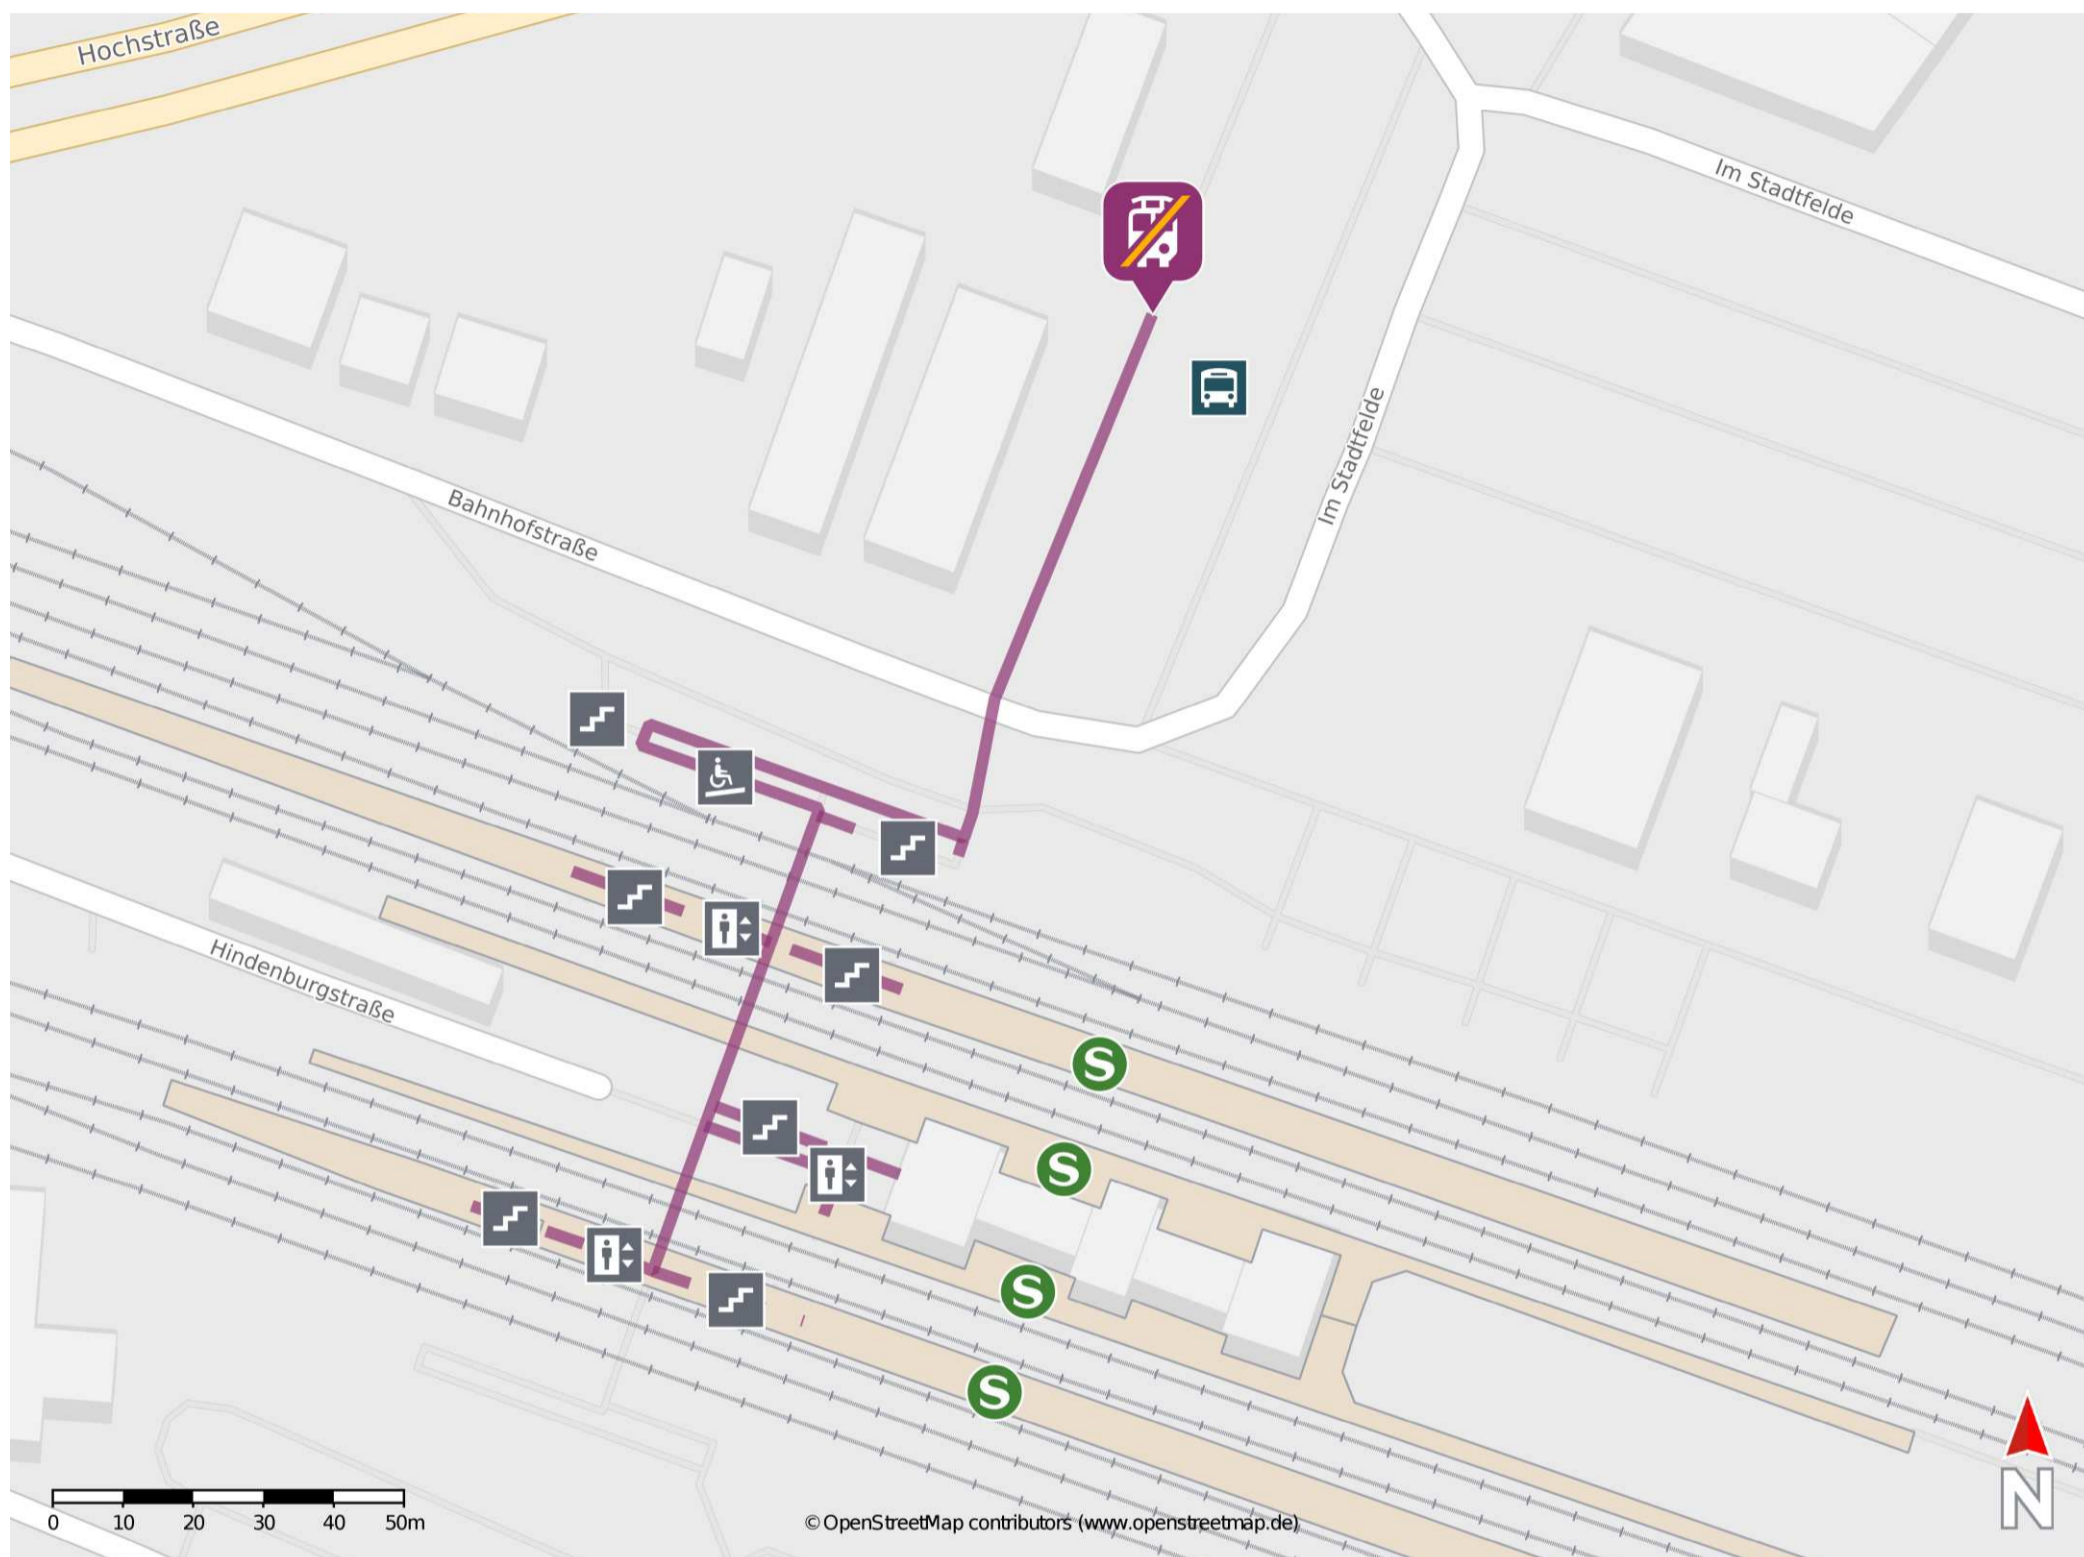 Hochstraße
Im Stadtfelde
Im Stadtfelde
Bahnhofstraße
Hindenburgstraße
S
S
S
S
N
0 10 20 30 40 50m
© OpenStreetMap contributors (www.openstreetmap.de)